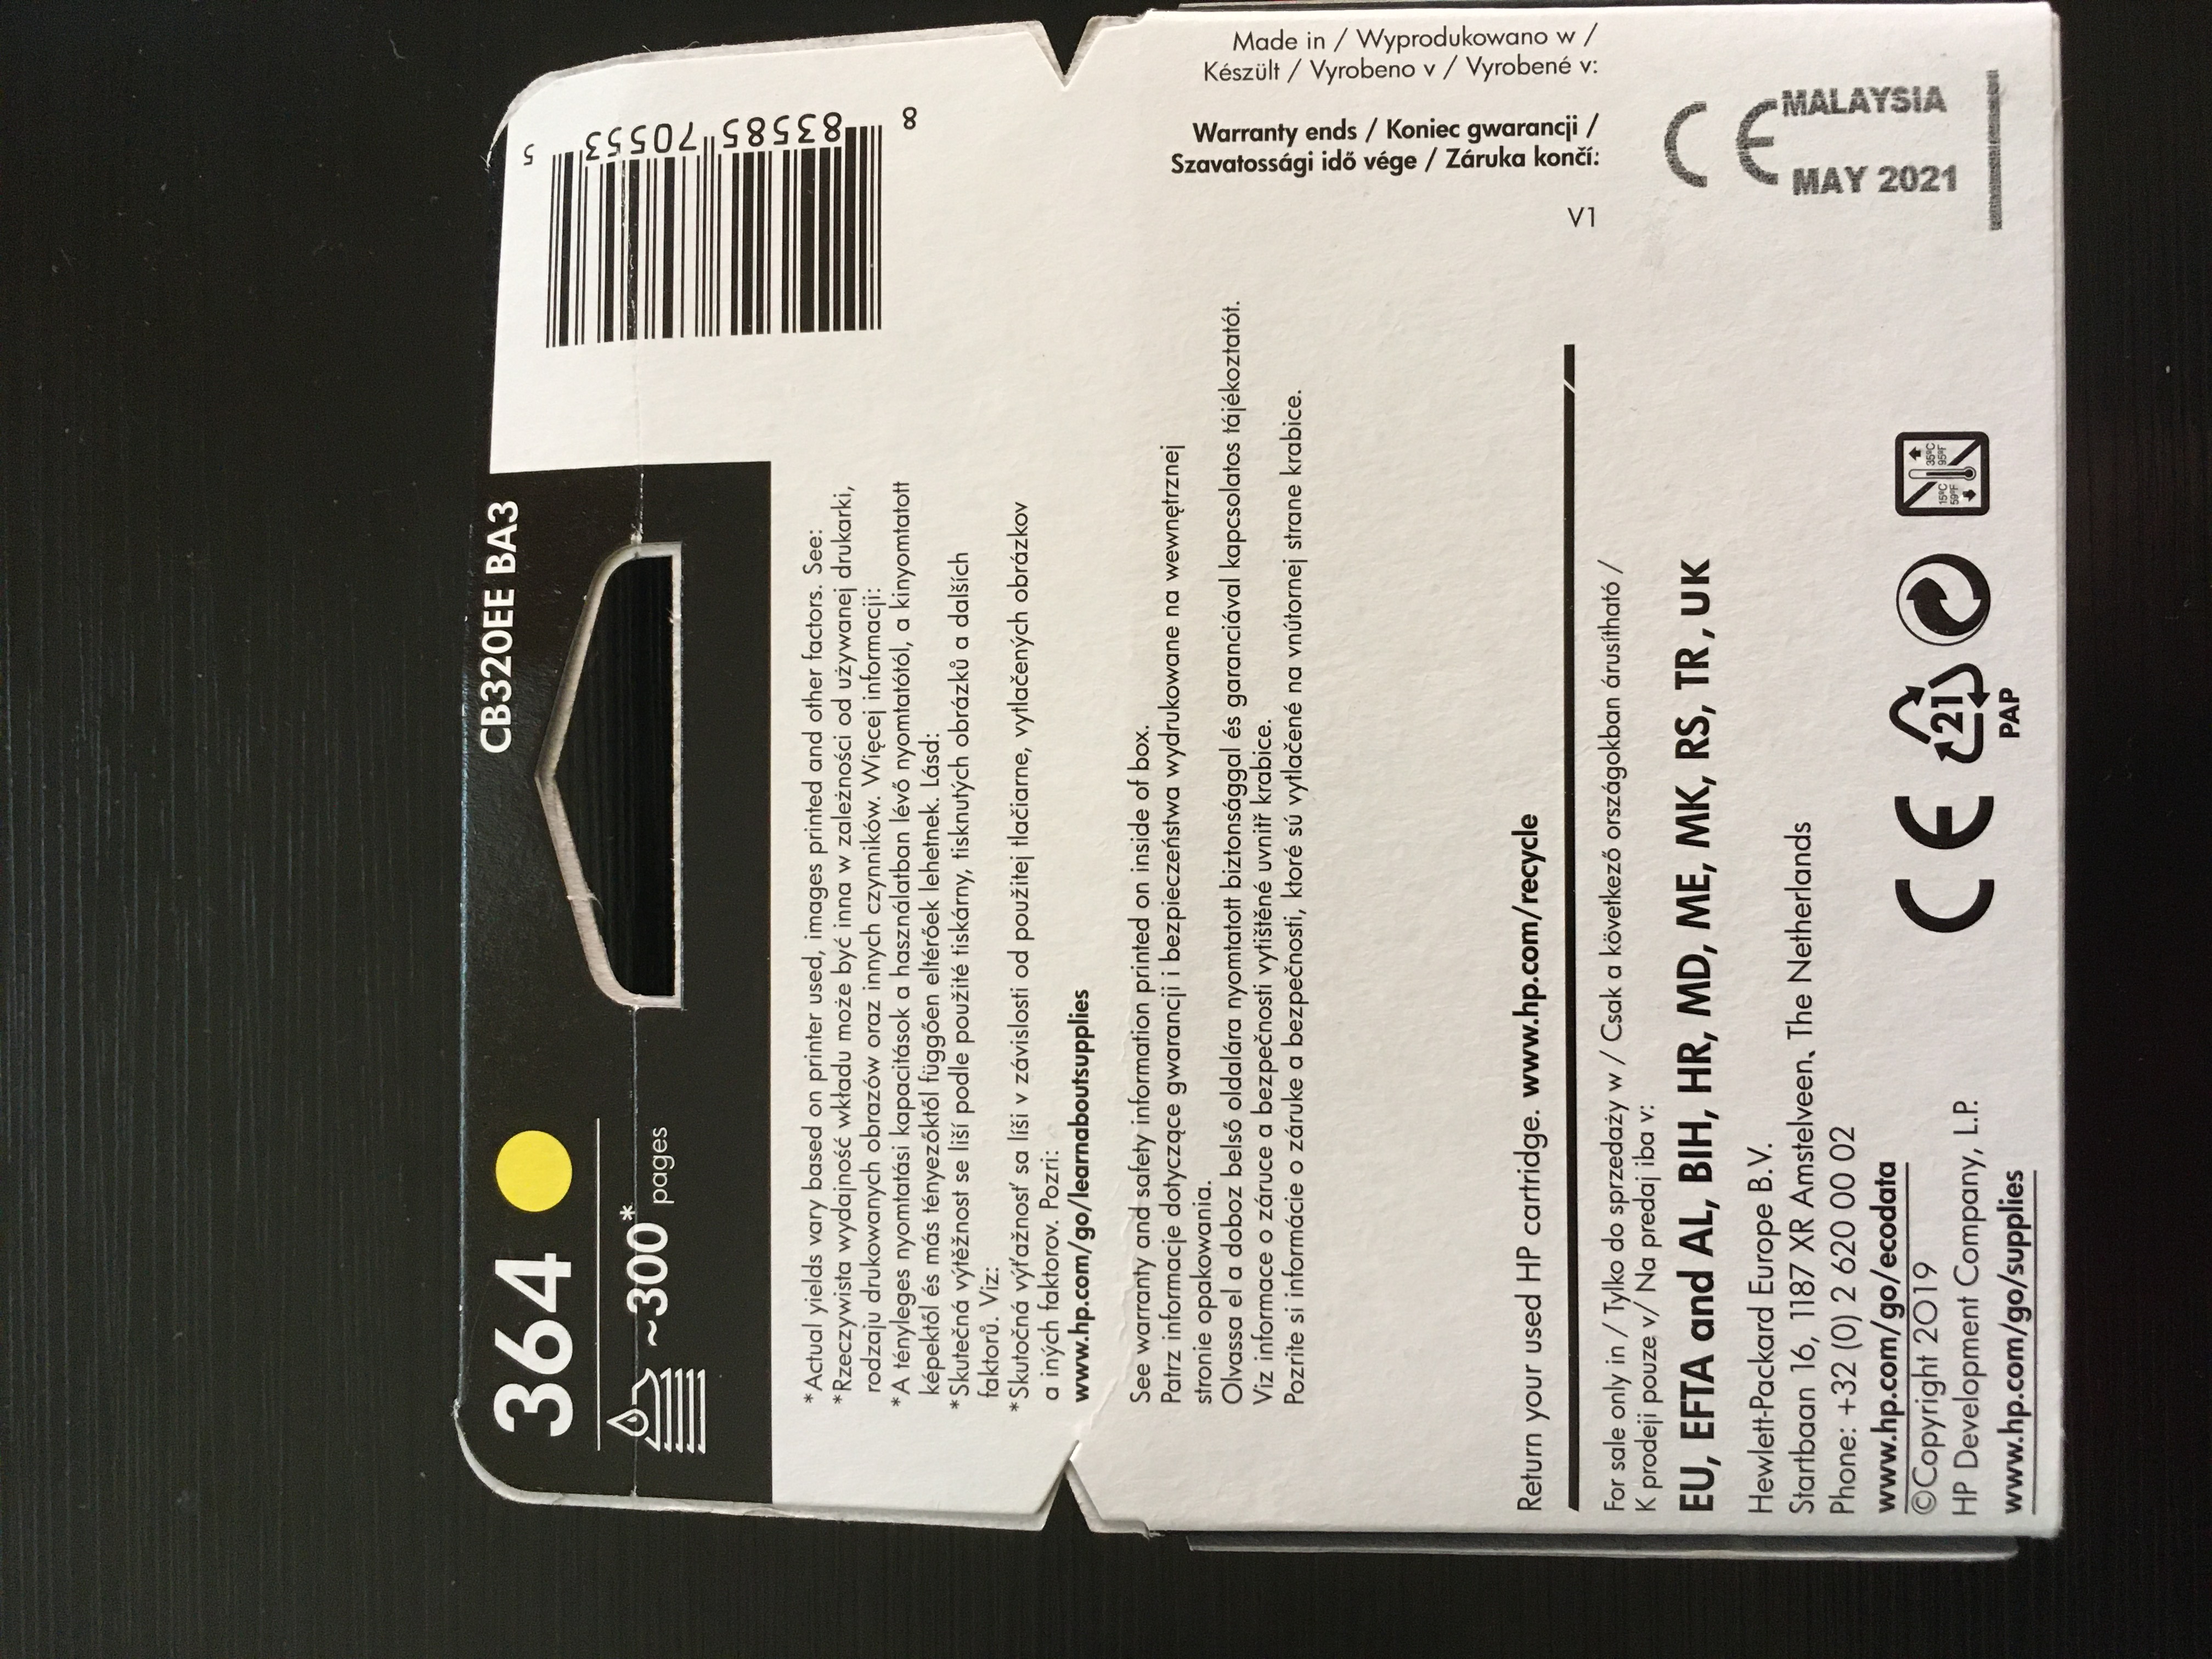 364
CB320EE BA3
~300* pages
8 83585 70553 5
*Actual yields vary based on printer used, images printed and other factors. See:
*Rzeczywista wydajność wkładu może być inna w zależności od używanej drukarki,
rodzaju drukowanych obrazów oraz innych czynników. Więcej informacji:
*A tényleges nyomtatási kapacitások a használatban lévő nyomtatótól, a kinyomtatott
képektől és más tényezőktől függően eltérőek lehetnek. Lásd:
*Skutečná výtěžnost se liší podle použité tiskárny, tisknutých obrázků a dalších
faktorů. Viz:
*Skutočná výťažnosť sa líši v závislosti od použitej tlačiarne, vytlačených obrázkov
a iných faktorov. Pozri:
www.hp.com/go/learnaboutsupplies
See warranty and safety information printed on inside of box.
Patrz informacje dotyczące gwarancji i bezpieczeństwa wydrukowane na wewnętrznej
stronie opakowania.
Olvassa el a doboz belső oldalára nyomtatott biztonsággal és garanciával kapcsolatos tájékoztatót.
Viz informace o záruce a bezpečnosti vytištěné uvnitř krabice.
Pozrite si informácie o záruke a bezpečnosti, ktoré sú vytlačené na vnútornej strane krabice.
Return your used HP cartridge. www.hp.com/recycle
For sale only in / Tylko do sprzedaży w / Csak a következő országokban árusítható /
K prodeji pouze v/ Na predaj iba v:
EU, EFTA and AL, BIH, HR, MD, ME, MK, RS, TR, UK
Hewlett-Packard Europe B.V.
Startbaan 16, 1187 XR Amstelveen, The Netherlands
Phone: +32 (0) 2 620 00 02
www.hp.com/go/ecodata
©Copyright 2019
HP Development Company, L.P.
www.hp.com/go/supplies
CE
21
PAP
15ºC
59ºF
35ºC
95ºF
V1
Made in / Wyprodukowano w /
Készült / Vyrobeno v / Vyrobené v:
Warranty ends / Koniec gwarancji /
Szavatossági idő vége / Záruka končí:
CE
MALAYSIA
MAY 2021